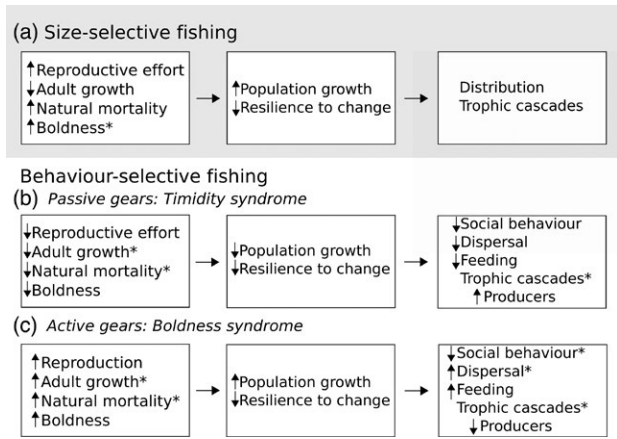 (a) Size-selective fishing
↑Reproductive effort
↓Adult growth
↑Natural mortality
↑Boldness*
↑Population growth
↓Resilience to change
Distribution
Trophic cascades
Behaviour-selective fishing
(b) Passive gears: Timidity syndrome
↓Reproductive effort
↓Adult growth*
↓Natural mortality*
↓Boldness
↓Population growth
↓Resilience to change
↓Social behaviour
↓Dispersal
↓Feeding
Trophic cascades*
↑Producers
(c) Active gears: Boldness syndrome
↑Reproduction
↑Adult growth*
↑Natural mortality*
↑Boldness
↑Population growth
↓Resilience to change
↓Social behaviour*
↑Dispersal*
↑Feeding
Trophic cascades*
↓Producers